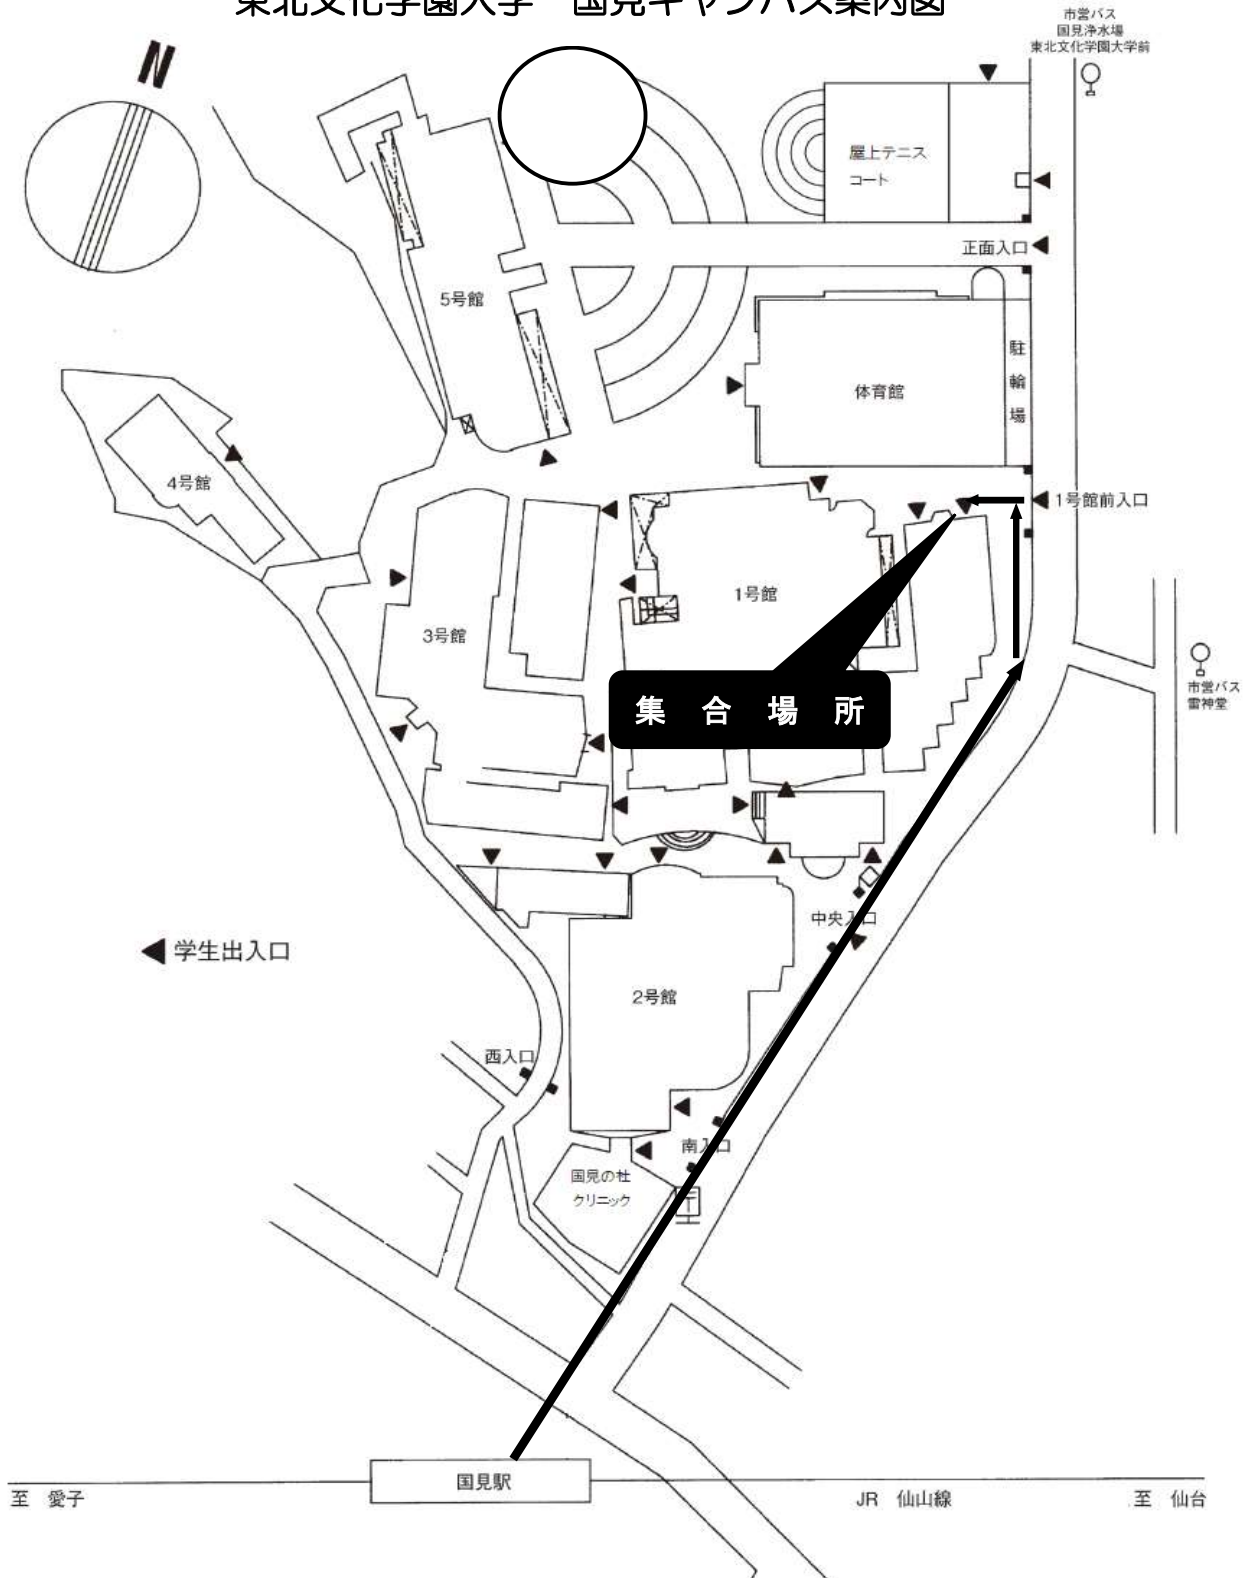 東北文化学園大学 国見キャンパス案内図
市営バス
国見浄水場
東北文化学園大学前
N
屋上テニス
コート
正面入口
5号館
駐輪場
体育館
4号館
1号館前入口
1号館
3号館
市営バス
雷神堂
集合場所
中央入口
学生出入口
2号館
西入口
南入口
国見の杜
クリニック
国見駅
至 愛子
JR 仙山線
至 仙台